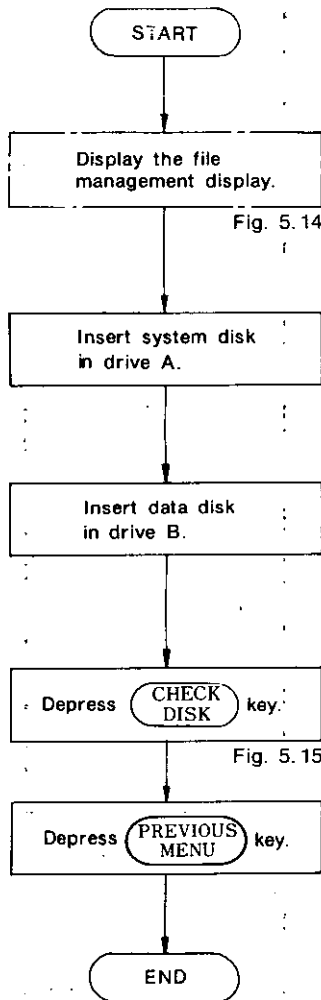 START
Display the file
management display.
Fig. 5.14
Insert system disk
in drive A.
Insert data disk
in drive B.
Depress CHECK DISK key.
Fig. 5.15
Depress PREVIOUS MENU key.
END